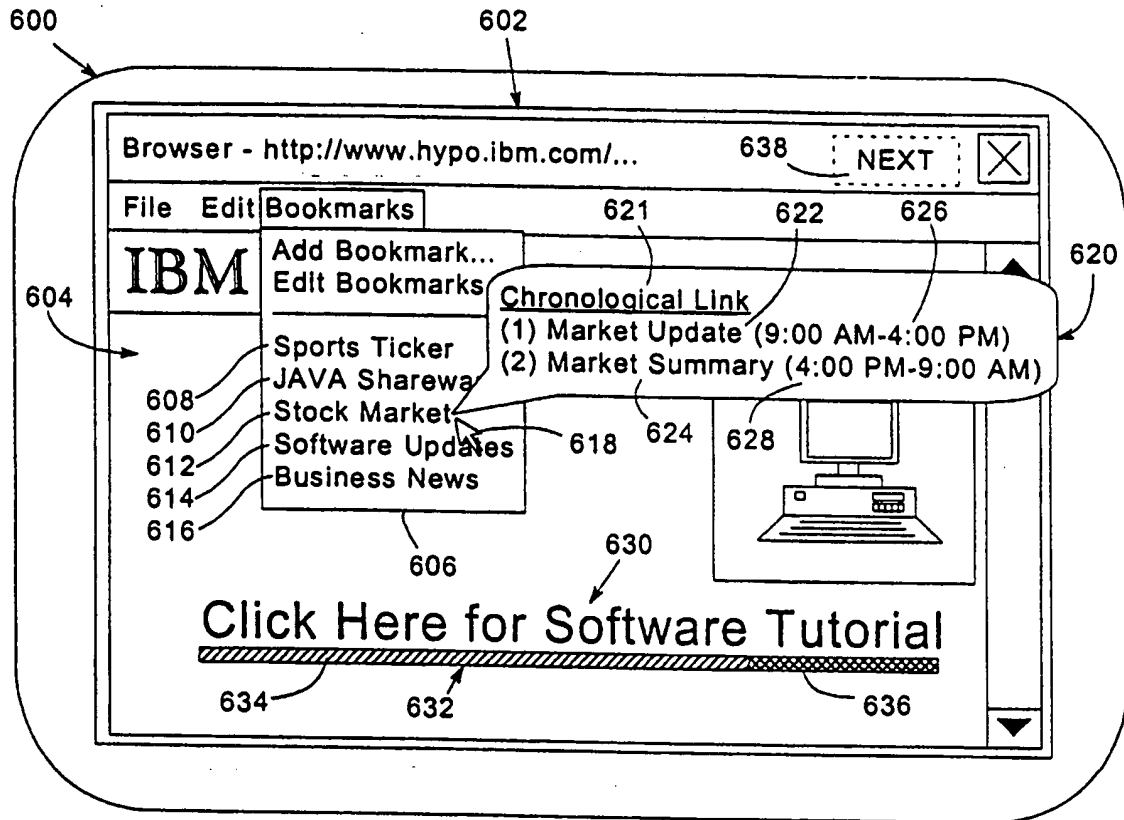 600
602
Browser - http://www.hypo.ibm.com/...
638
NEXT
File Edit Bookmarks
621
622
626
IBM
Add Bookmark...
Edit Bookmarks
620
604
Chronological Link
(1) Market Update (9:00 AM-4:00 PM)
(2) Market Summary (4:00 PM-9:00 AM)
608
Sports Ticker
610
JAVA Sharewa
612
Stock Market
618
624
628
614
Software Updates
616
Business News
606
630
Click Here for Software Tutorial
634
632
636